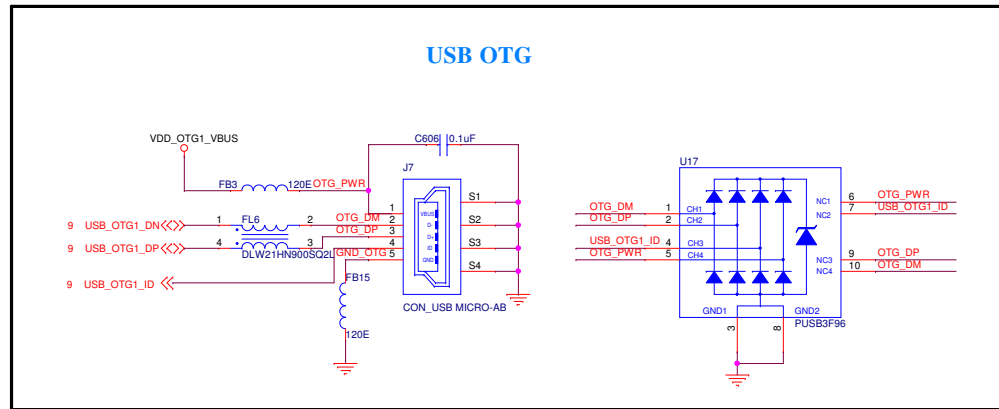 USB OTG
VDD_OTG1_VBUS
C606 0.1uF
J7
FB3 120E OTG_PWR
S1
1 VBUS
9 USB_OTG1_DN 1 FL6 2 OTG_DM 2 D- S2
OTG_DP 3 D+
9 USB_OTG1_DP 4 3 4 ID S3
DLW21HN900SQ2L GND_OTG 5 GND
S4
9 USB_OTG1_ID
FB15
CON_USB MICRO-AB
120E
U17
6 OTG_PWR
NC1
OTG_DM 1 CH1 NC2 7 USB_OTG1_ID
OTG_DP 2 CH2
USB_OTG1_ID 4 CH3
OTG_PWR 5 CH4 NC3 9 OTG_DP
NC4 10 OTG_DM
GND1 GND2
3 8 PUSB3F96